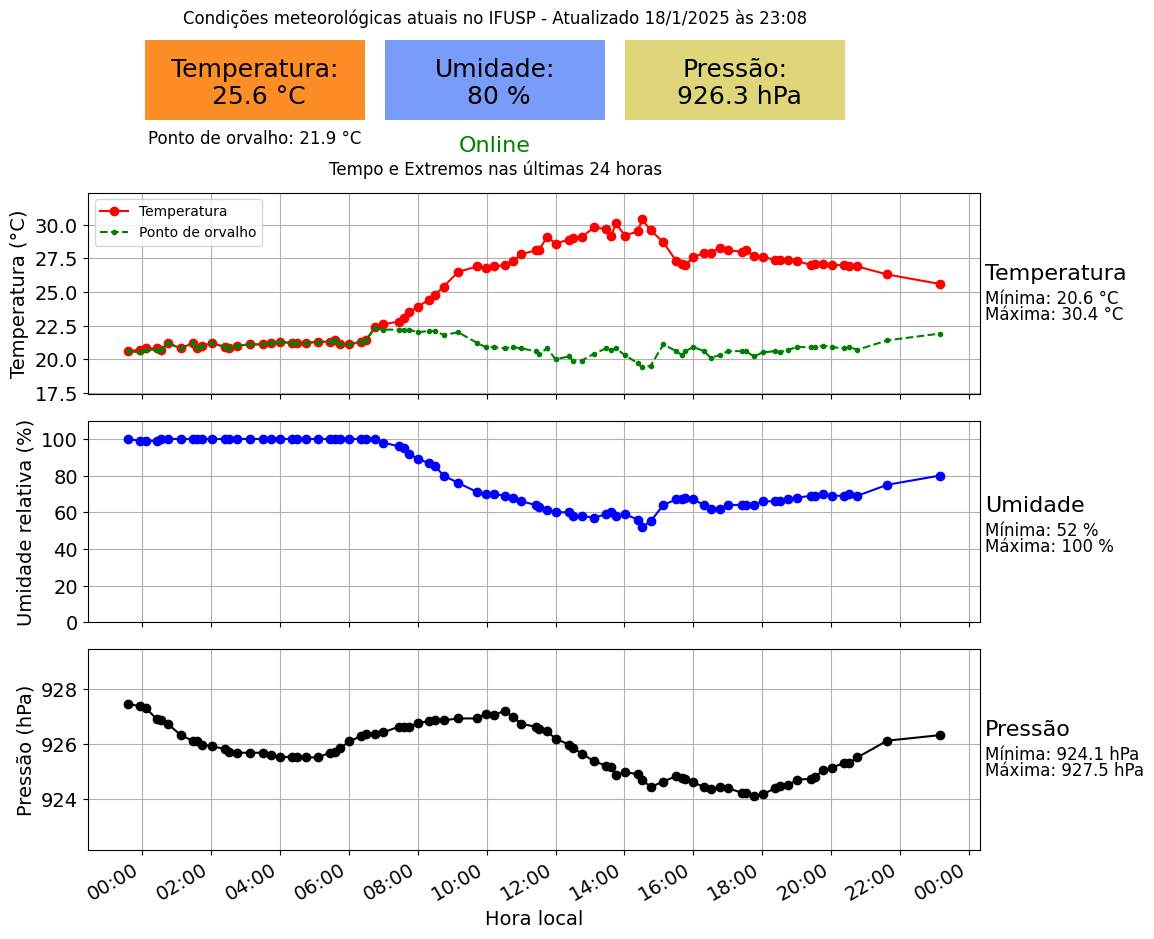 Condições meteorológicas atuais no IFUSP - Atualizado 18/1/2025 às 23:08
Temperatura:
25.6 °C
Umidade:
80 %
Pressão:
926.3 hPa
Ponto de orvalho: 21.9 °C
Online
Tempo e Extremos nas últimas 24 horas
Temperatura (°C)
30.0
27.5
25.0
22.5
20.0
17.5
Temperatura
Ponto de orvalho
Temperatura
Mínima: 20.6 °C
Máxima: 30.4 °C
Umidade relativa (%)
100
80
60
40
20
0
Umidade
Mínima: 52 %
Máxima: 100 %
Pressão (hPa)
928
926
924
Pressão
Mínima: 924.1 hPa
Máxima: 927.5 hPa
00:00 02:00 04:00 06:00 08:00 10:00 12:00 14:00 16:00 18:00 20:00 22:00 00:00
Hora local